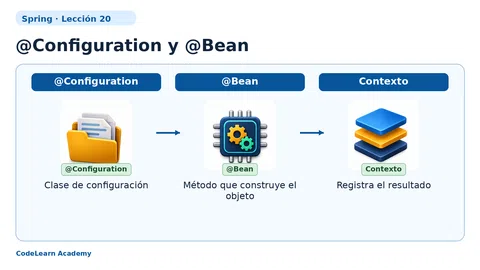 Spring · Lección 20
@Configuration y @Bean
@Configuration
@Bean
Contexto
@Configuration
@Bean
Contexto
Clase de configuración
Método que construye el
objeto
Registra el resultado
CodeLearn Academy